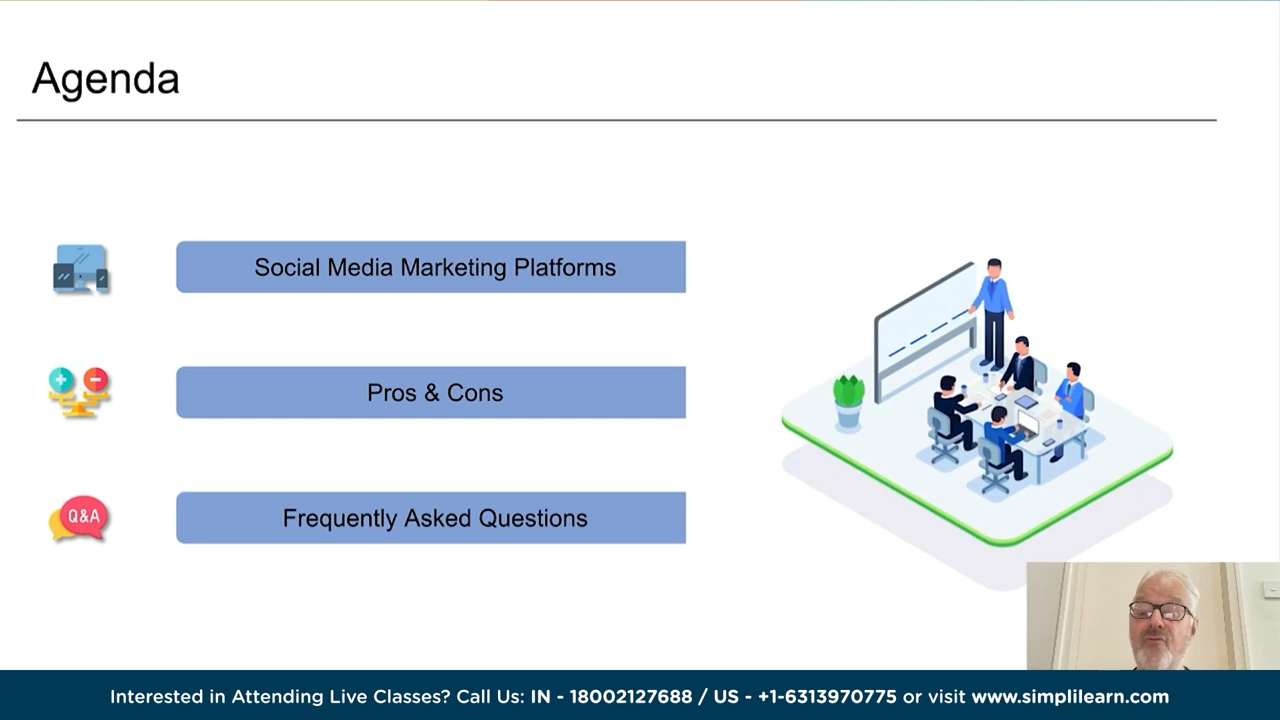 Agenda
Social Media Marketing Platforms
Pros & Cons
Q&A
Frequently Asked Questions
Interested in Attending Live Classes? Call Us: IN - 18002127688 / US - +1-6313970775 or visit www.simplilearn.com